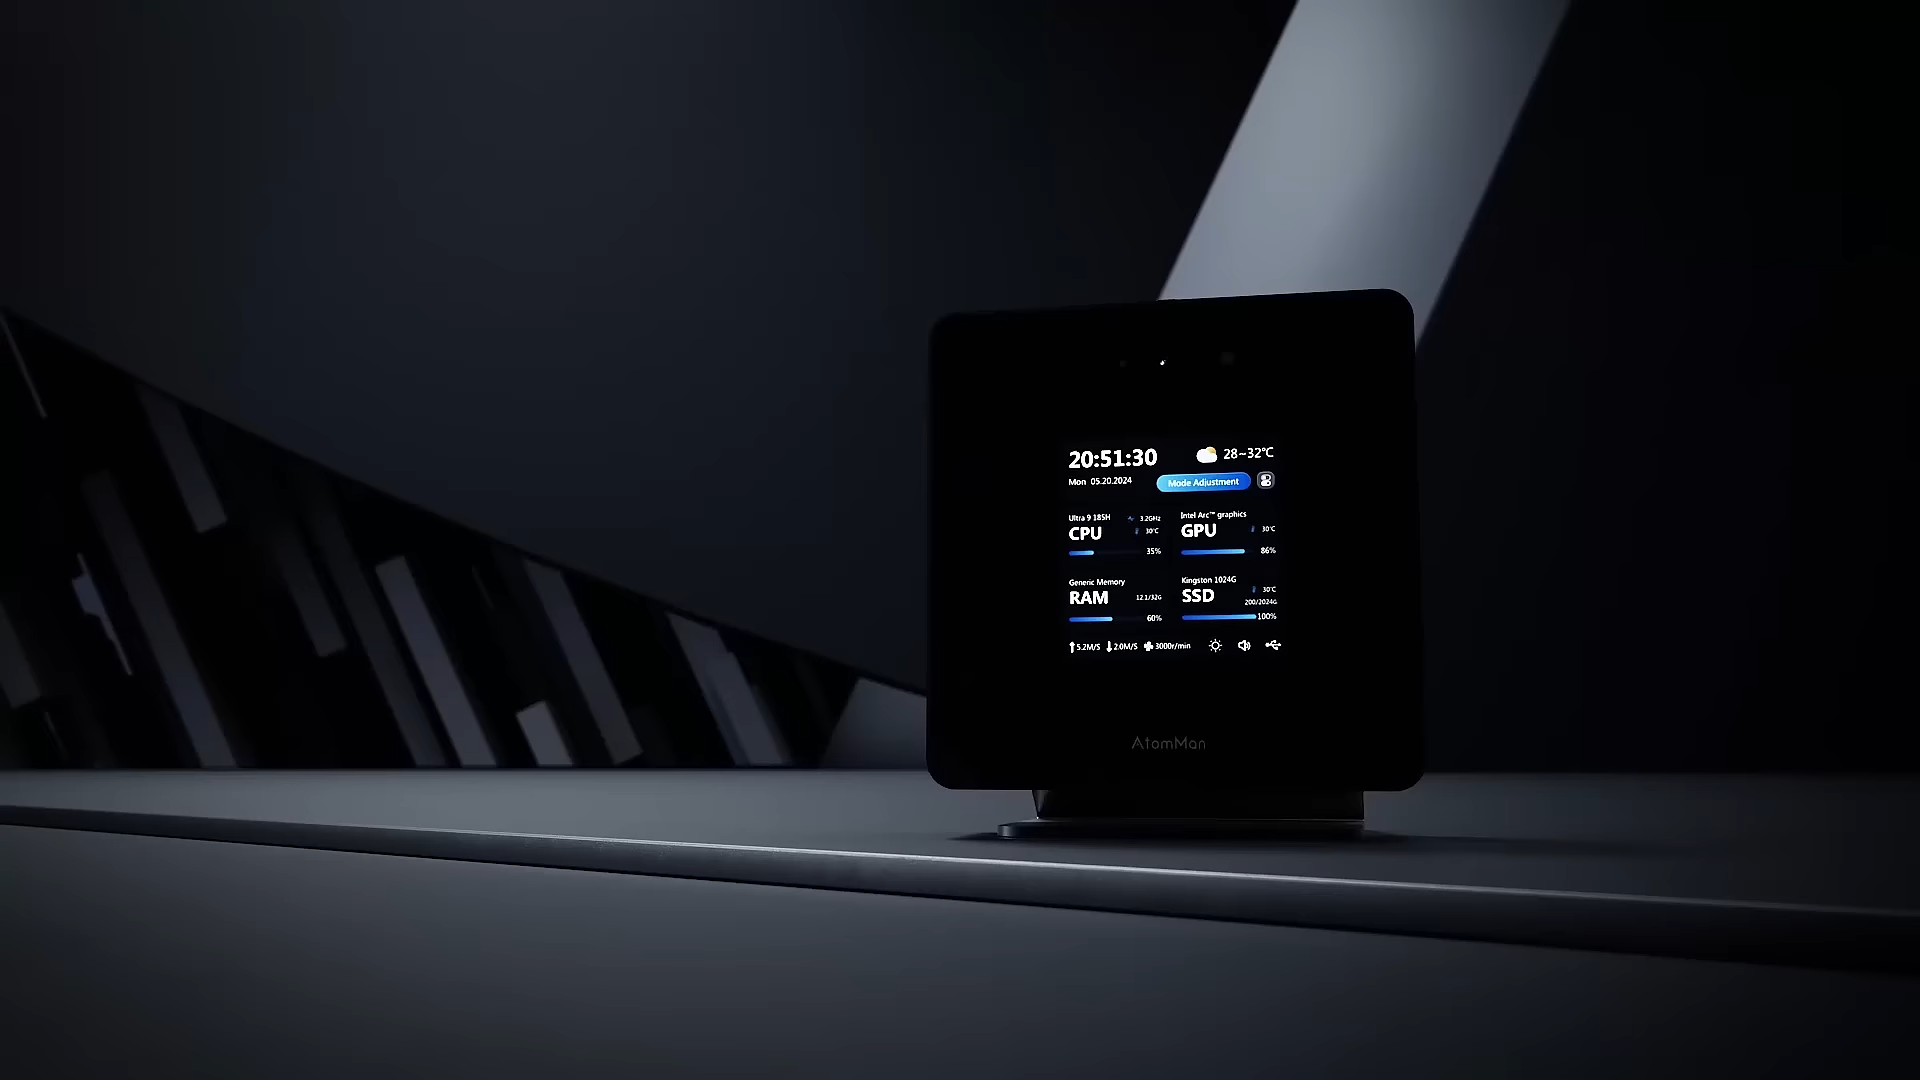 20:51:30
28~32℃
Mon 05.20.2024
Mode Adjustment
Ultra 9 185H
3.2GHz
CPU
30℃
35%
Intel Arc™ graphics
GPU
30℃
86%
Generic Memory
RAM
12.1/32G
60%
Kingston 1024G
SSD
30℃
200/2024G
100%
5.2M/S 2.0M/S 3000r/min
AtomMan